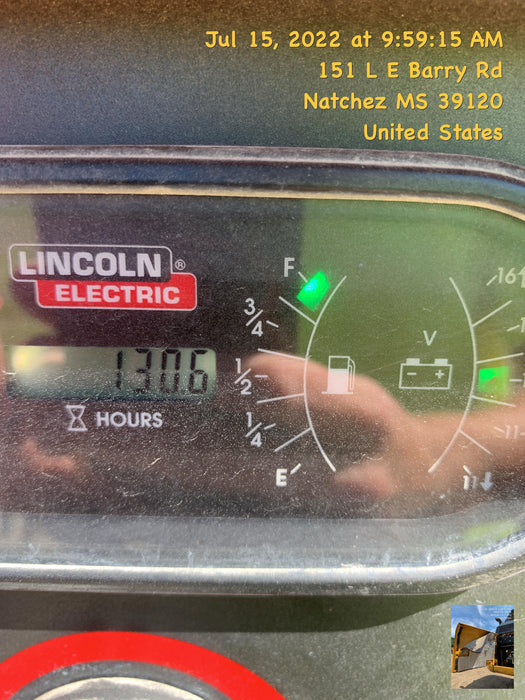 Jul 15, 2022 at 9:59:15 AM
151 L E Barry Rd
Natchez MS 39120
United States
LINCOLN ®
ELECTRIC
1306
HOURS
F
3/4
1/2
1/4
E
V
- +
16↑
11↓